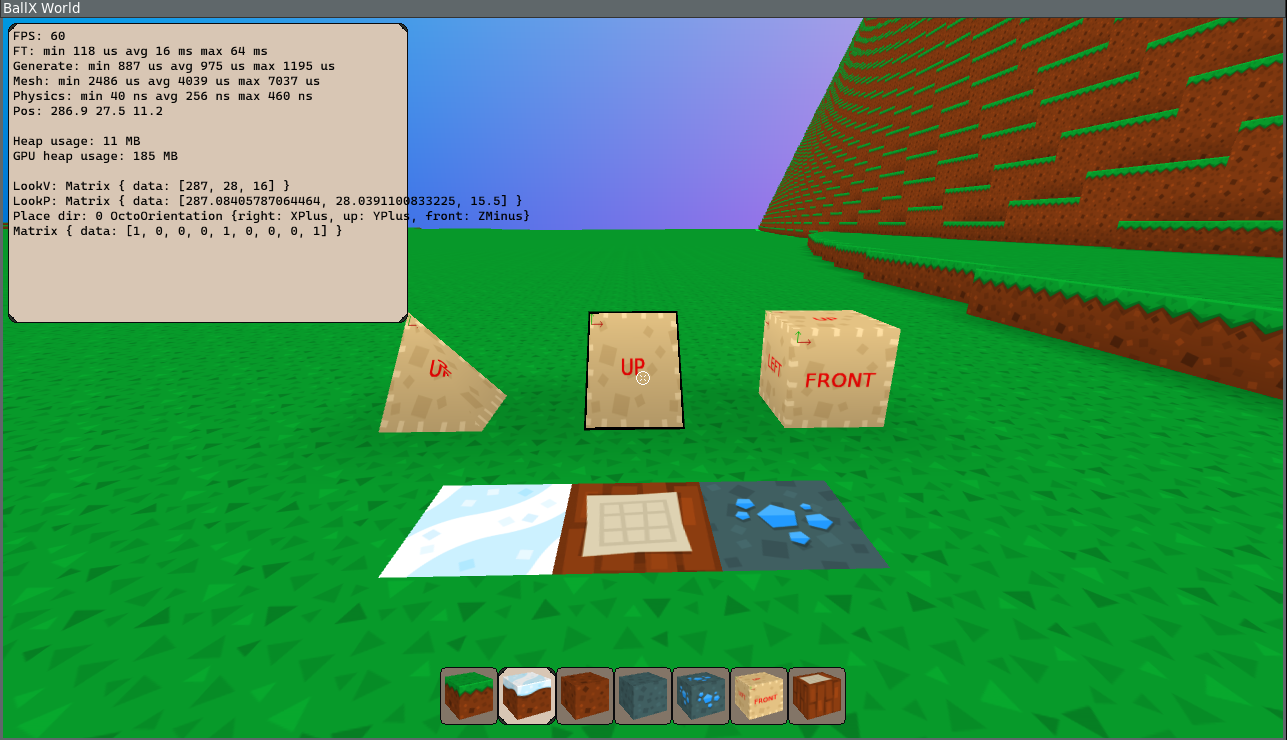 BallX World
FPS: 60
FT: min 118 us avg 16 ms max 64 ms
Generate: min 887 us avg 975 us max 1195 us
Mesh: min 2486 us avg 4039 us max 7037 us
Physics: min 40 ns avg 256 ns max 460 ns
Pos: 286.9 27.5 11.2
Heap usage: 11 MB
GPU heap usage: 185 MB
LookV: Matrix { data: [287, 28, 16] }
LookP: Matrix { data: [287.08405787064464, 28.0391100833225, 15.5] }
Place dir: 0 OctoOrientation {right: XPlus, up: YPlus, front: ZMinus}
Matrix { data: [1, 0, 0, 0, 1, 0, 0, 0, 1] }
UP
UP
LEFT
FRONT
FRONT